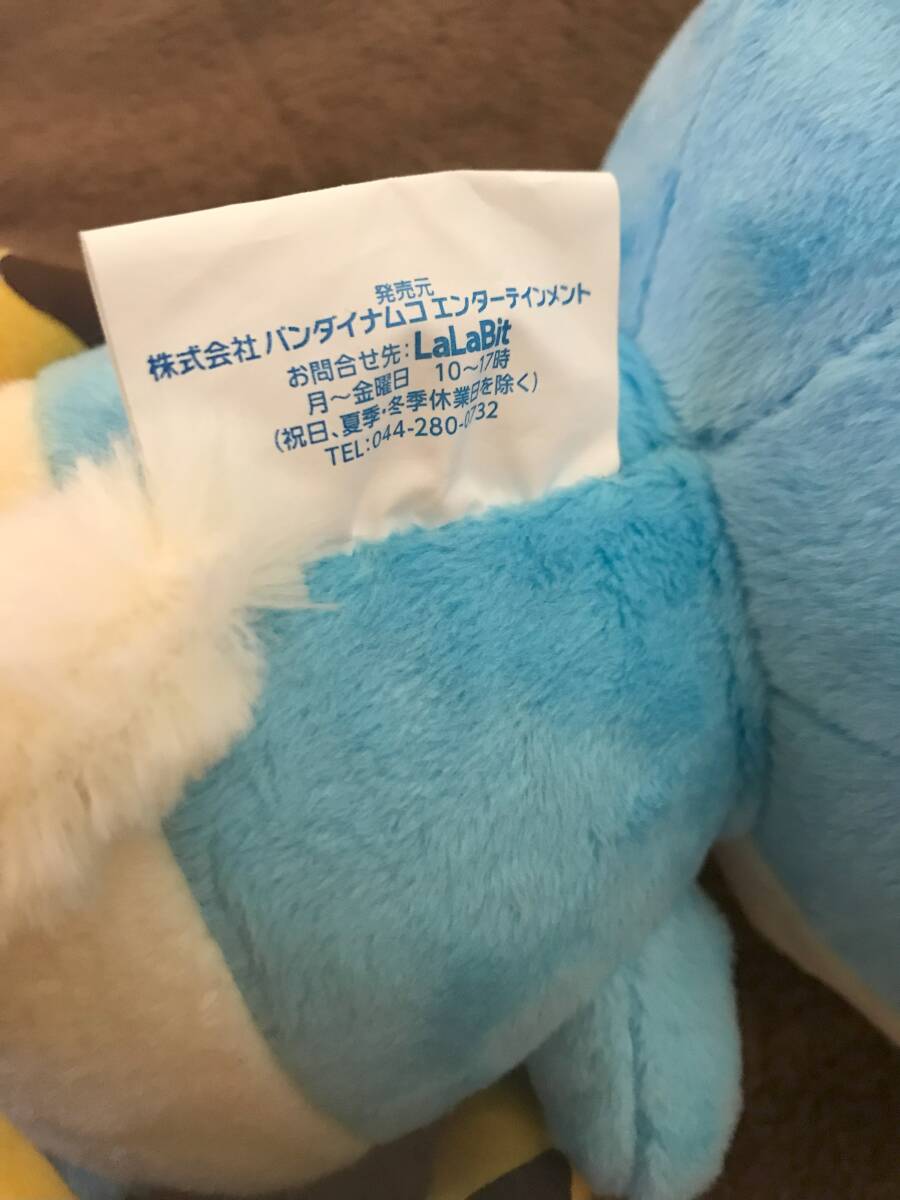 発売元
株式会社 バンダイナムコ エンターテインメント
お問合せ先:LaLaBit
月～金曜日　10～17時
(祝日、夏季・冬季休業日を除く)
TEL:044-280-0732